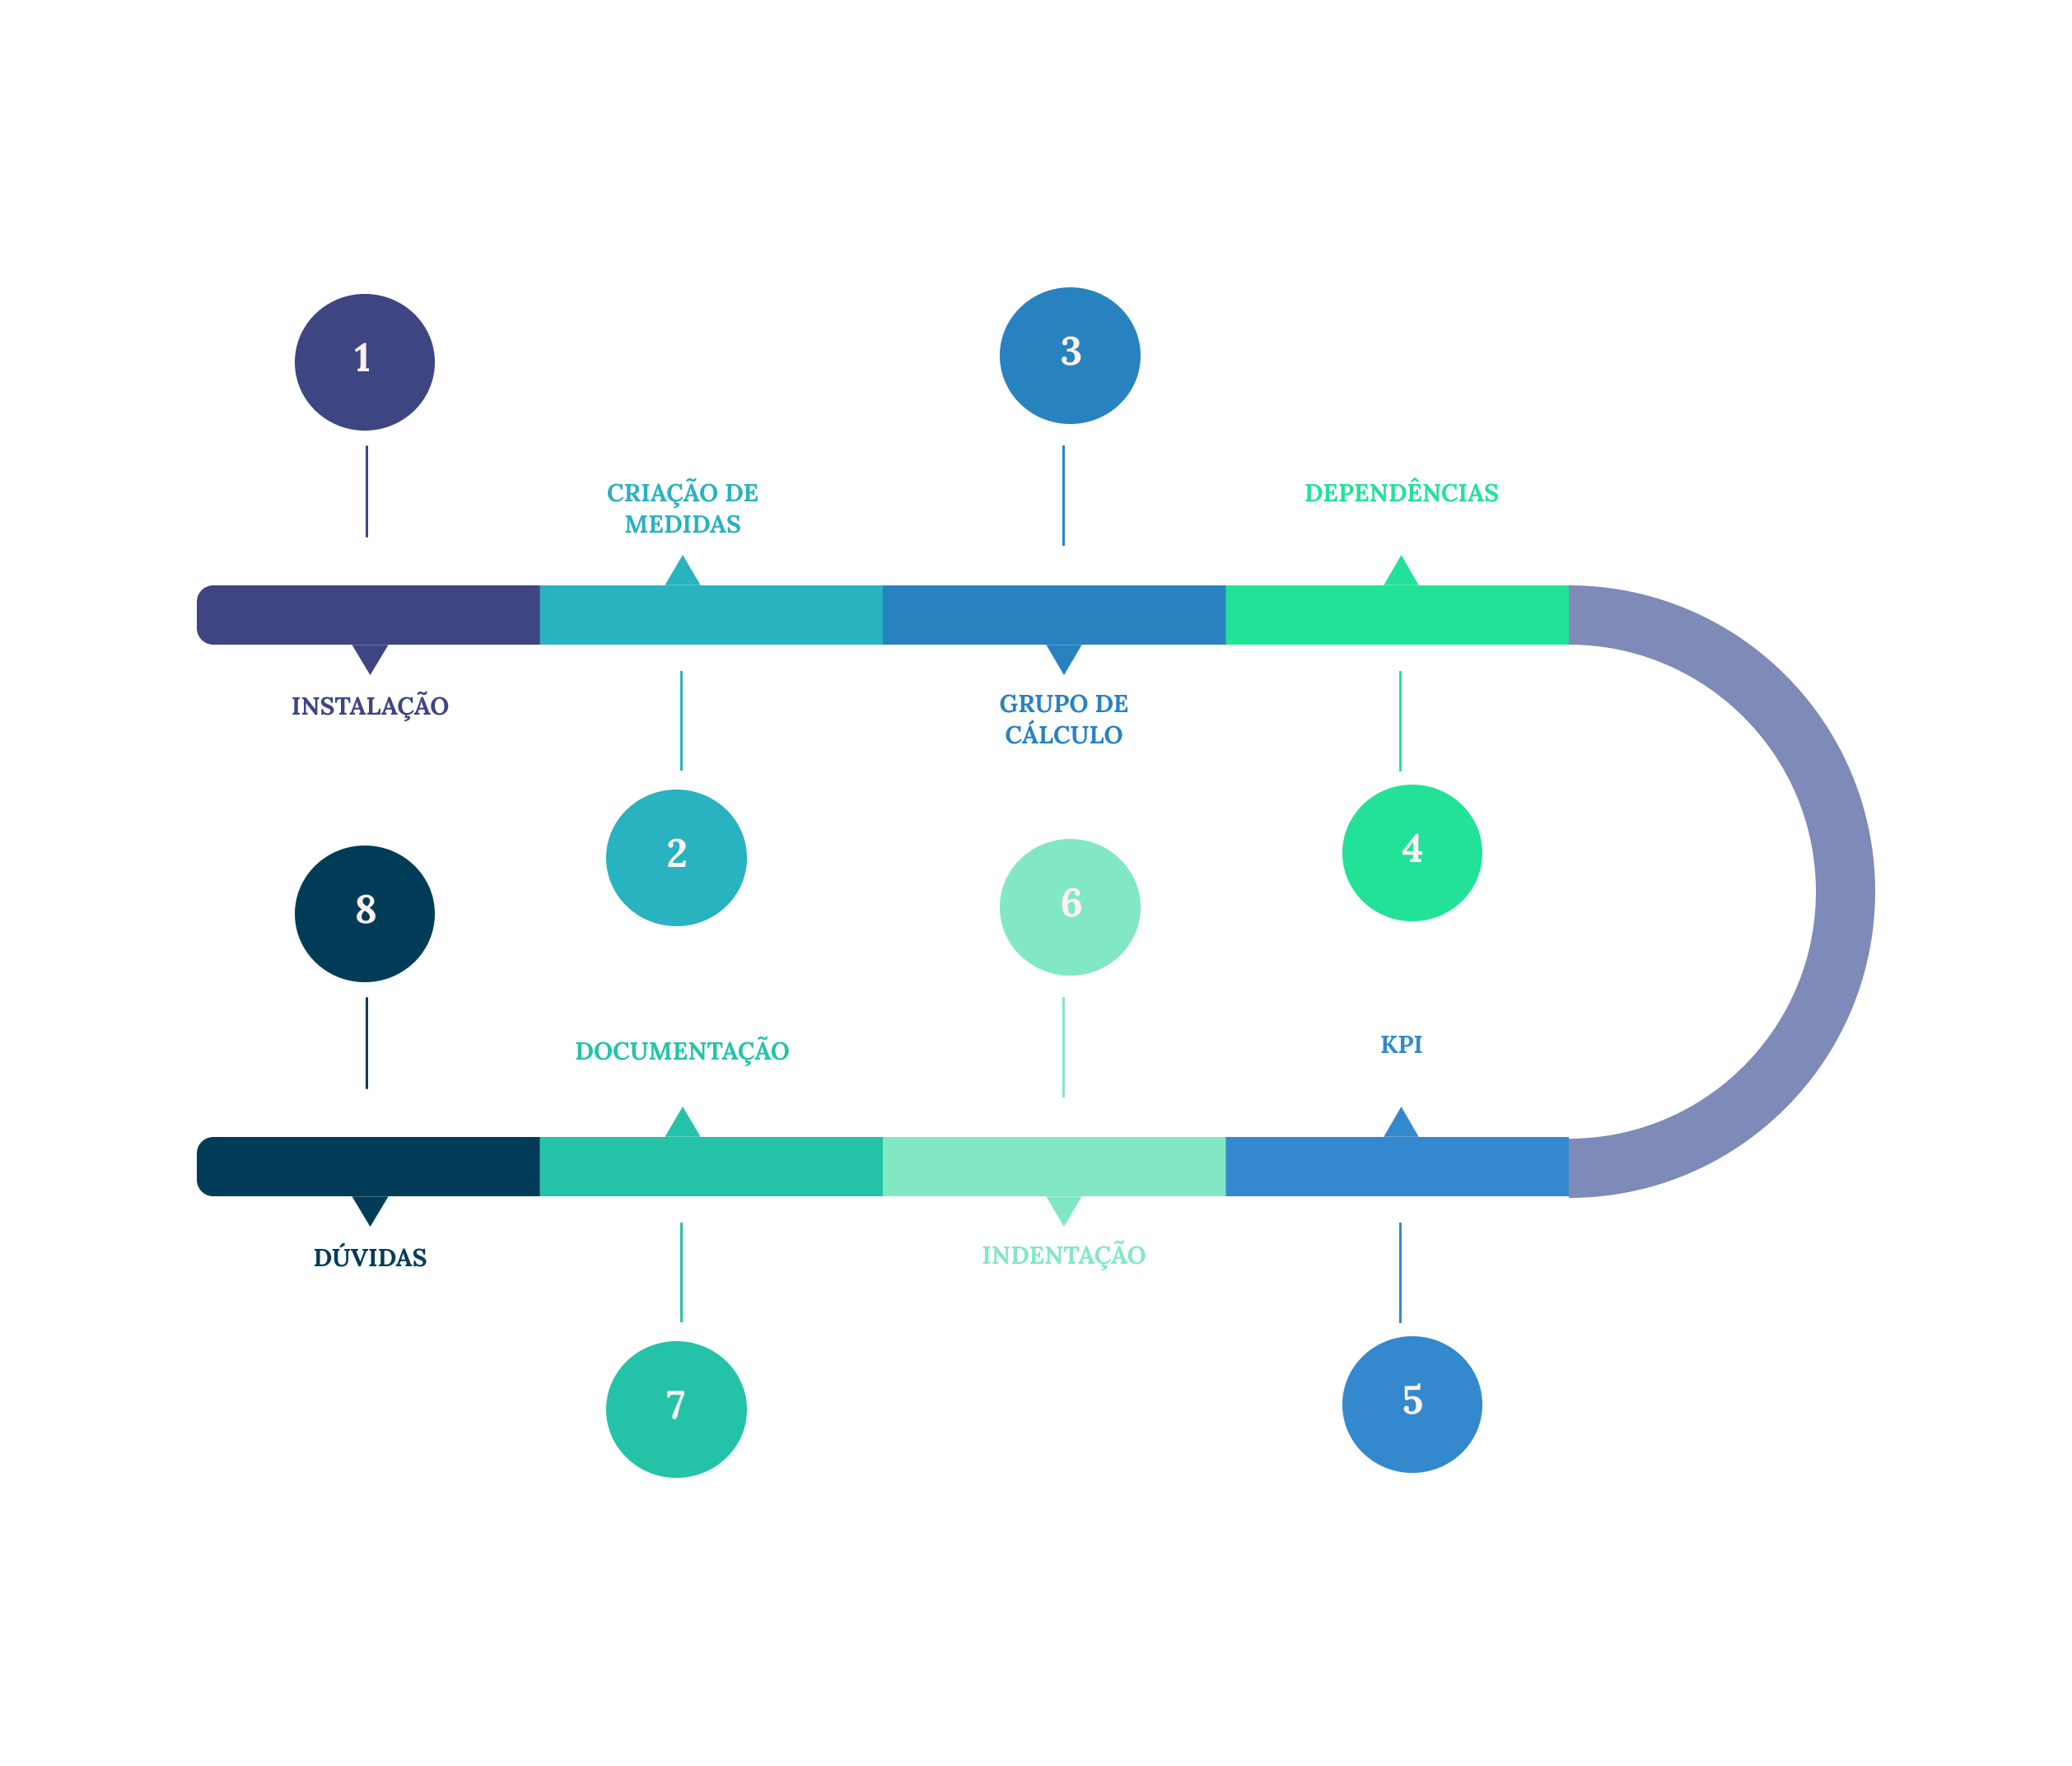 1
3
CRIAÇÃO DE
MEDIDAS
DEPENDÊNCIAS
INSTALAÇÃO
GRUPO DE
CÁLCULO
2
4
8
6
DOCUMENTAÇÃO
KPI
DÚVIDAS
INDENTAÇÃO
7
5